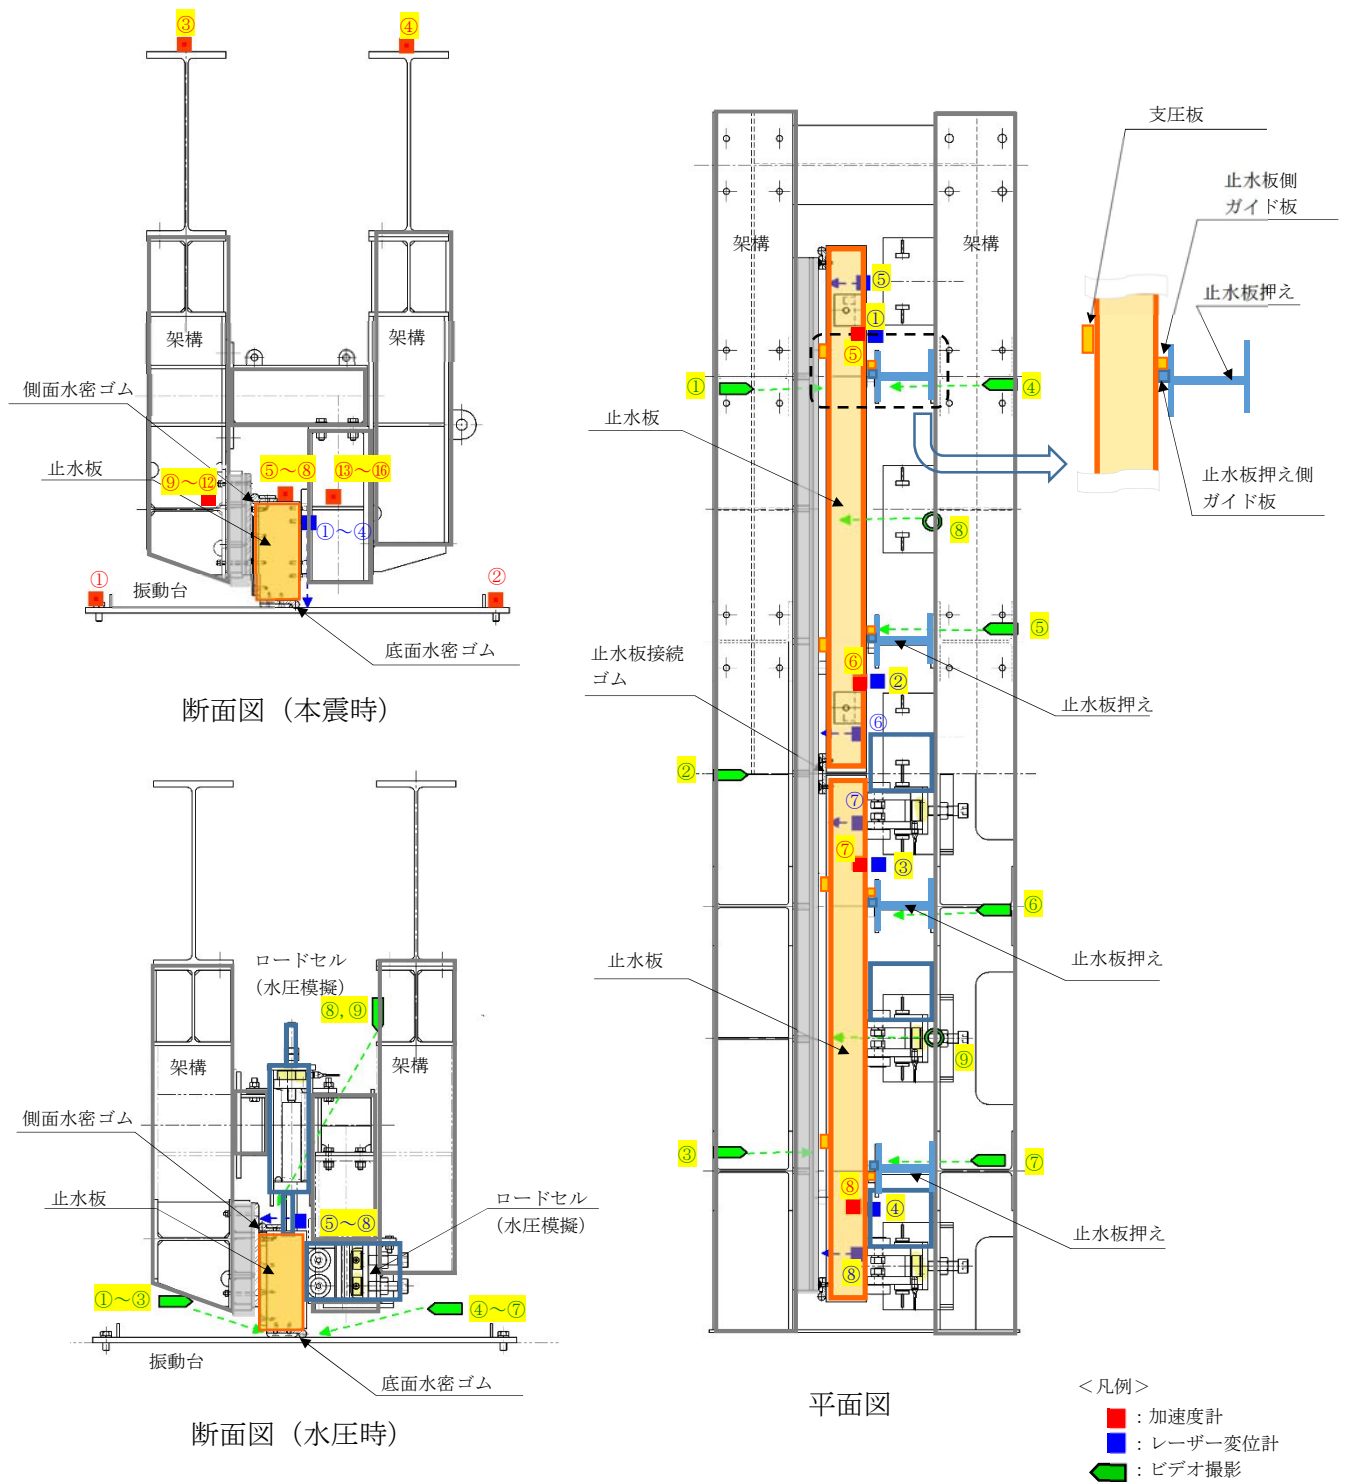 ③
④
架構
架構
側面水密ゴム
止水板
⑨～⑫
⑤～⑧
⑬～⑯
①～④
①
②
振動台
底面水密ゴム
断面図（本震時）
ロードセル
（水圧模擬）
⑧,⑨
架構
架構
側面水密ゴム
止水板
⑤～⑧
ロードセル
（水圧模擬）
①～③
④～⑦
振動台
底面水密ゴム
断面図（水圧時）
架構
架構
⑤
①
⑤
①
④
止水板
⑧
⑤
止水板接続
ゴム
⑥
②
⑥
止水板押え
②
⑦
⑦
③
⑥
止水板
止水板押え
⑨
③
⑦
⑧
④
止水板押え
⑧
平面図
支圧板
止水板側
ガイド板
止水板押え
止水板押え側
ガイド板
＜凡例＞
：加速度計
：レーザー変位計
：ビデオ撮影